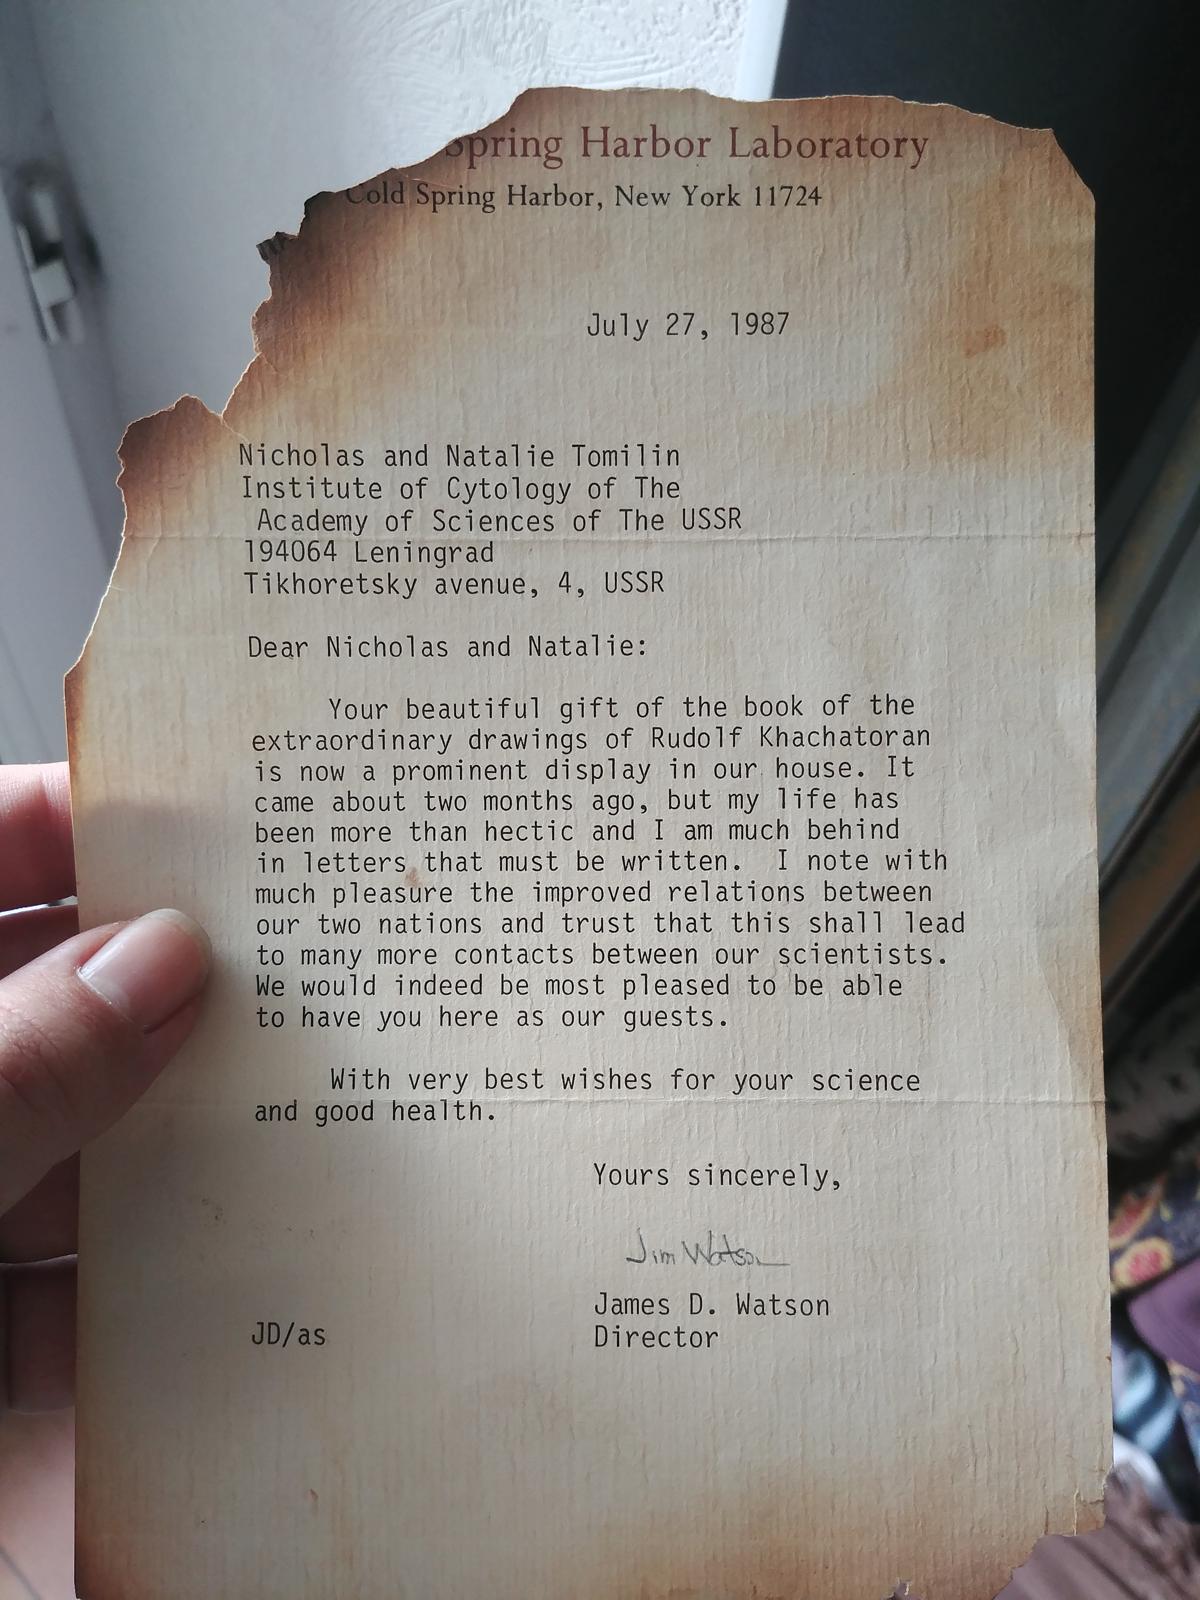 Spring Harbor Laboratory
Cold Spring Harbor, New York 11724
July 27, 1987
Nicholas and Natalie Tomilin
Institute of Cytology of The
Academy of Sciences of The USSR
194064 Leningrad
Tikhoretsky avenue, 4, USSR
Dear Nicholas and Natalie:
Your beautiful gift of the book of the
extraordinary drawings of Rudolf Khachatoran
is now a prominent display in our house. It
came about two months ago, but my life has
been more than hectic and I am much behind
in letters that must be written. I note with
much pleasure the improved relations between
our two nations and trust that this shall lead
to many more contacts between our scientists.
We would indeed be most pleased to be able
to have you here as our guests.
With very best wishes for your science
and good health.
Yours sincerely,
Jim Watson
James D. Watson
JD/as
Director